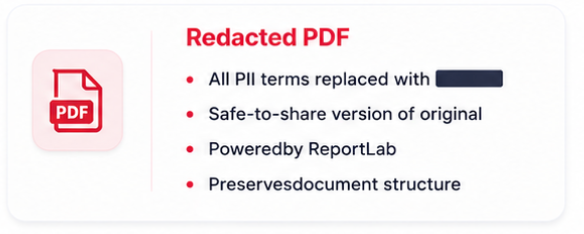 Redacted PDF
PDF
All PII terms replaced with
Safe-to-share version of original
Poweredby ReportLab
Preservesdocument structure